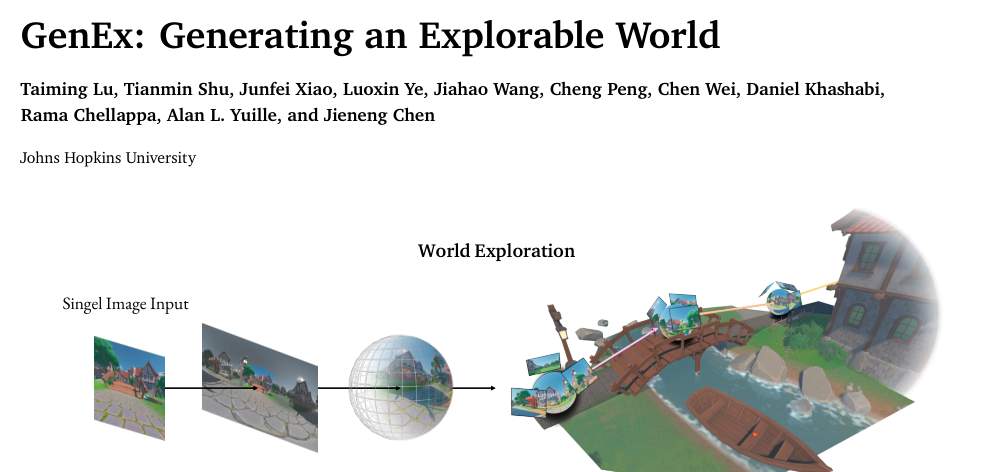 GenEx: Generating an Explorable World
Taiming Lu, Tianmin Shu, Junfei Xiao, Luoxin Ye, Jiahao Wang, Cheng Peng, Chen Wei, Daniel Khashabi,
Rama Chellappa, Alan L. Yuille, and Jieneng Chen
Johns Hopkins University
World Exploration
Singel Image Input